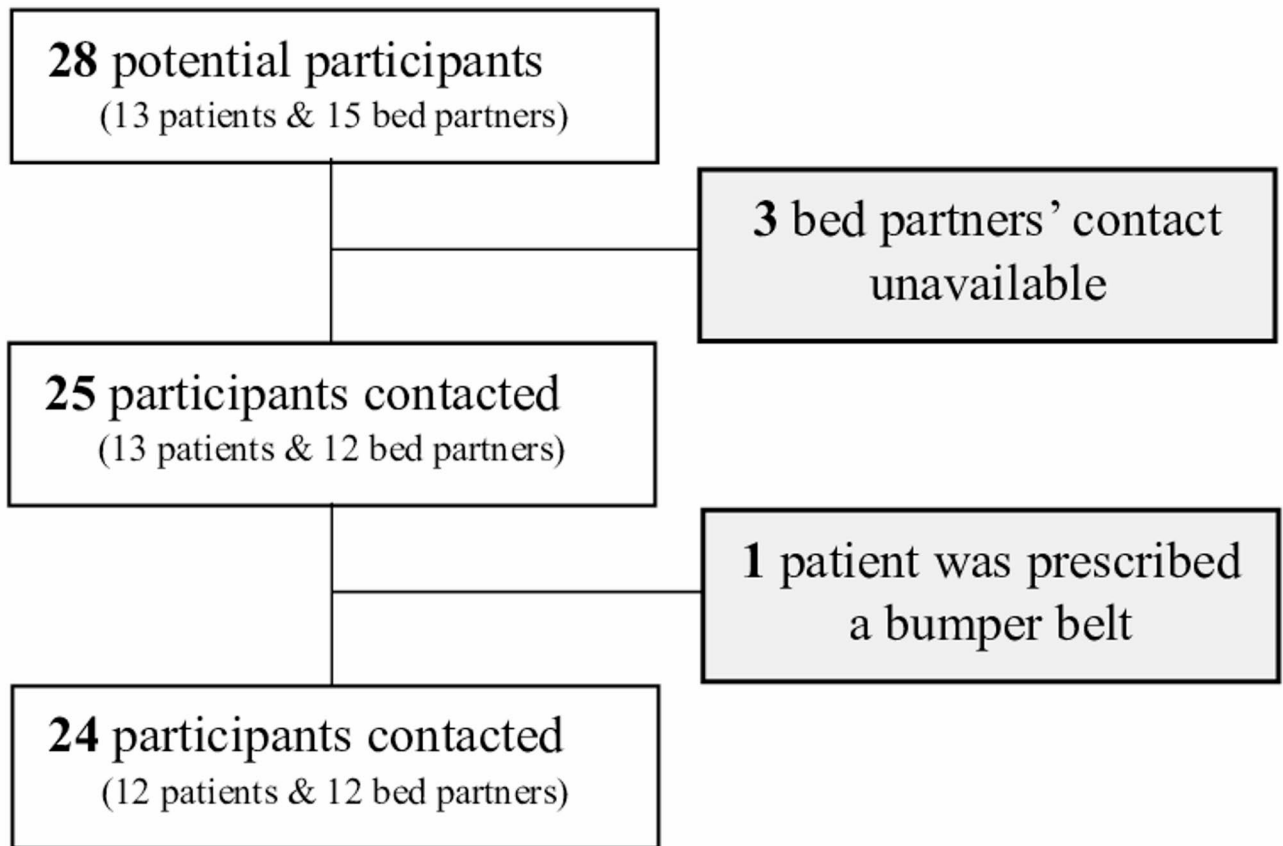 28 potential participants
(13 patients & 15 bed partners)
3 bed partners’ contact
unavailable
25 participants contacted
(13 patients & 12 bed partners)
1 patient was prescribed
a bumper belt
24 participants contacted
(12 patients & 12 bed partners)